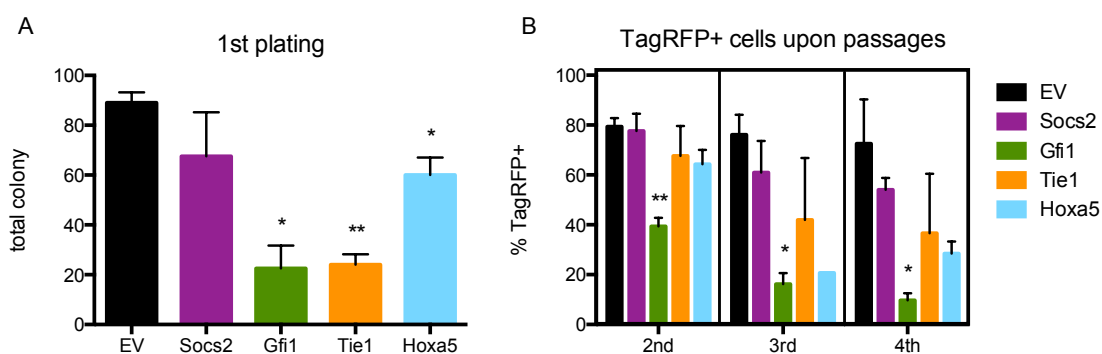 A
1st plating
total colony
100
80
60
40
20
0
*
**
*
EV Socs2 Gfi1 Tie1 Hoxa5
B
TagRFP+ cells upon passages
% TagRFP+
100
80
60
40
20
0
**
*
*
2nd 3rd 4th
EV
Socs2
Gfi1
Tie1
Hoxa5